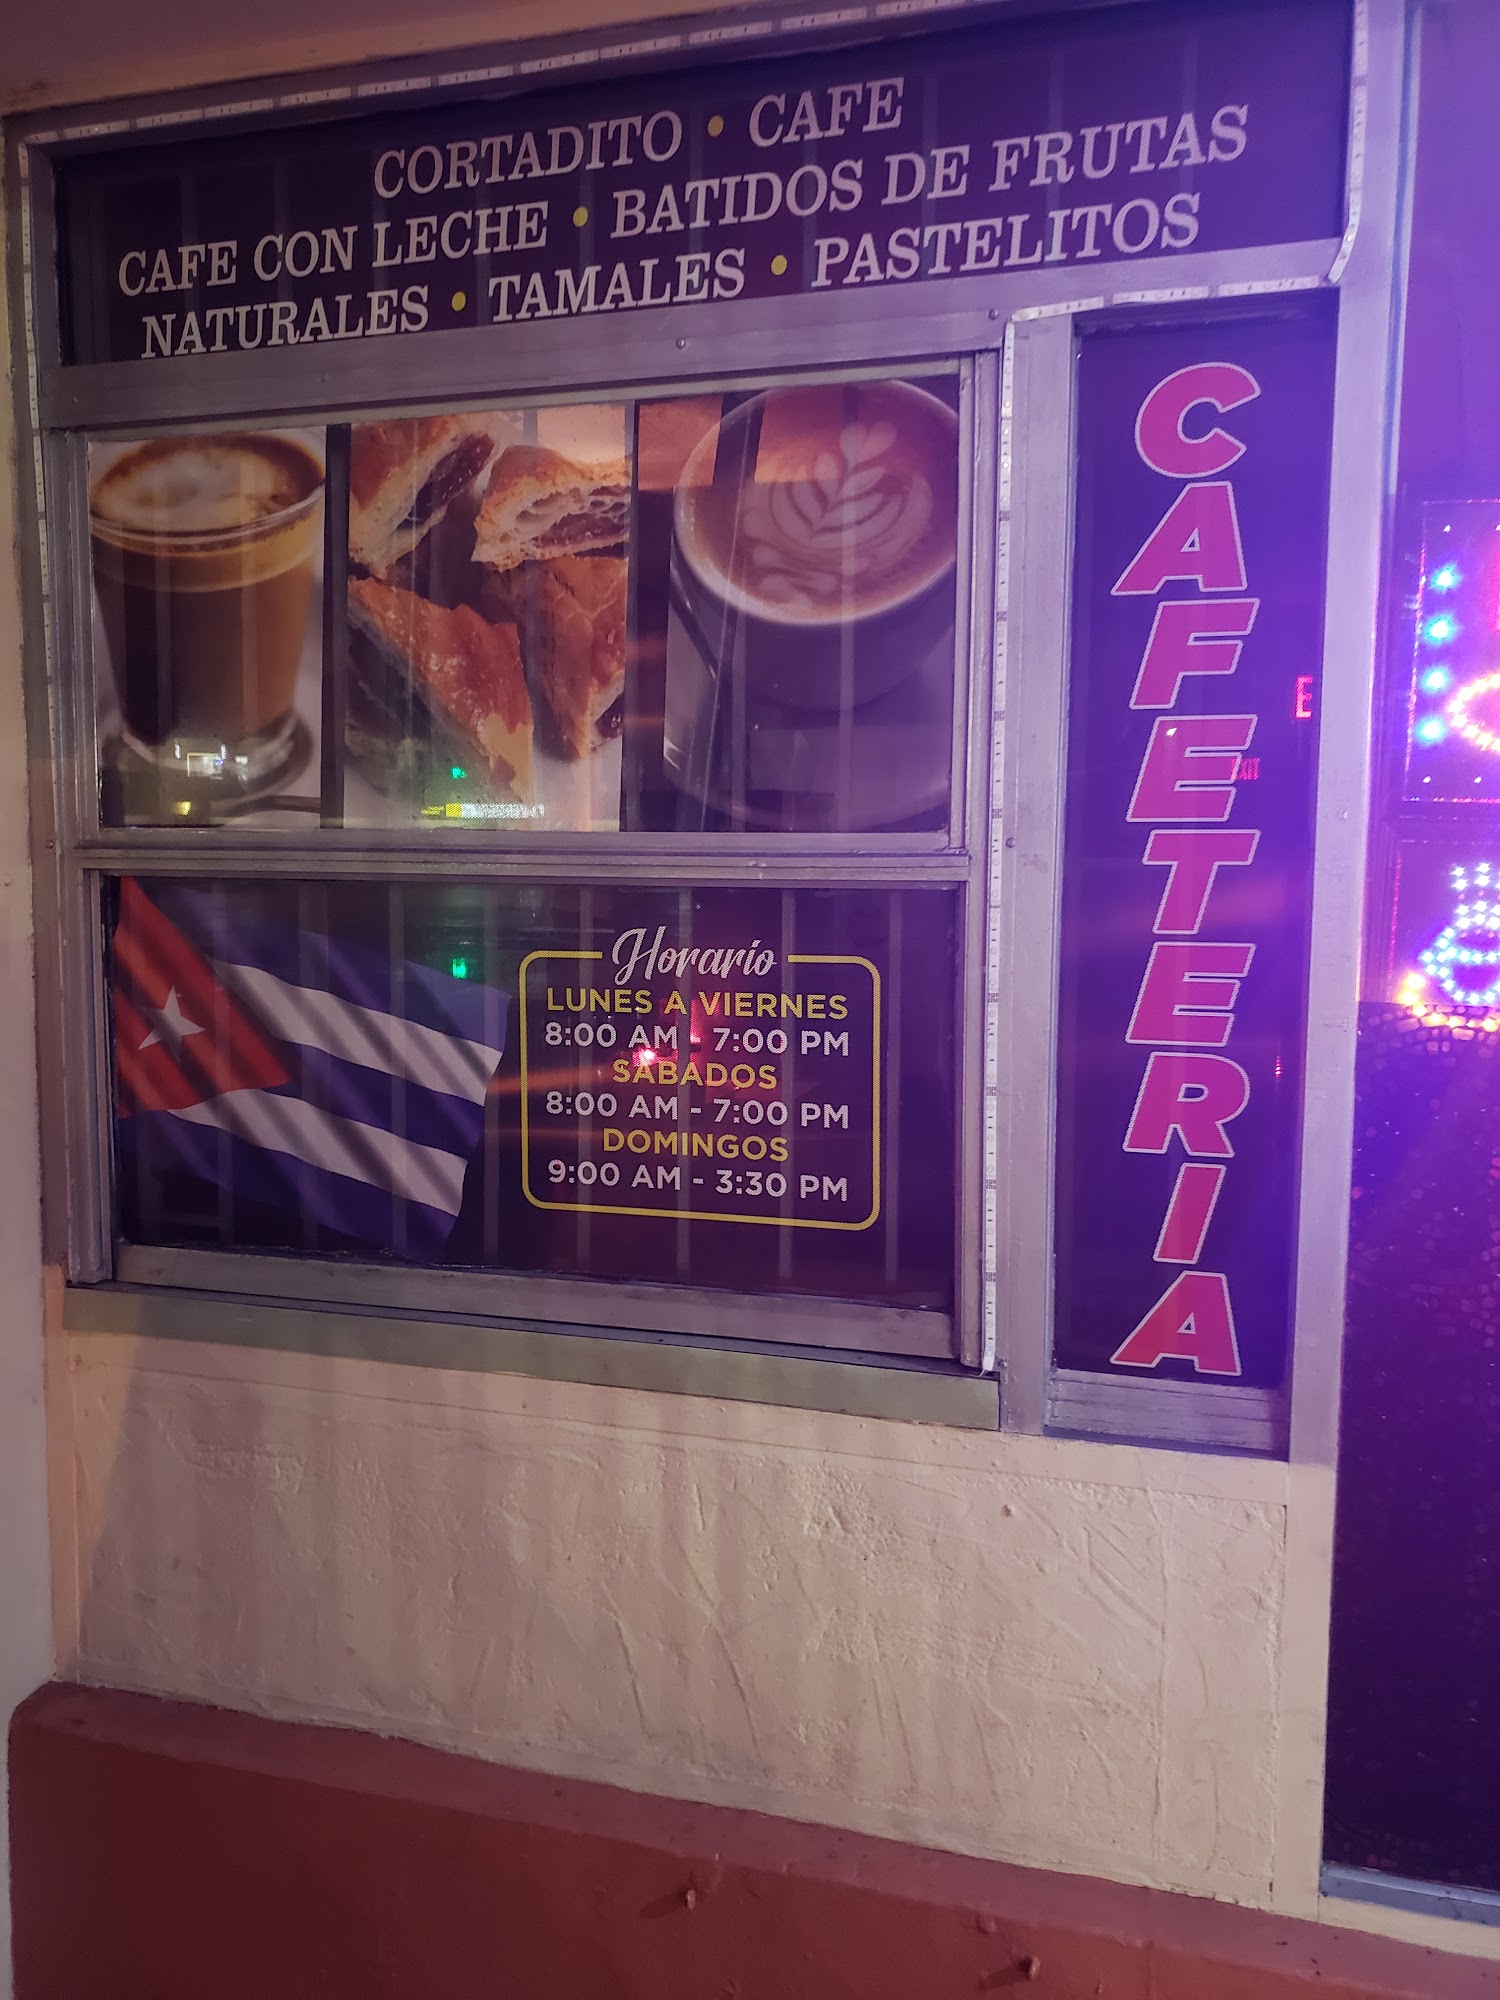 CORTADITO • CAFE
CAFE CON LECHE • BATIDOS DE FRUTAS
NATURALES • TAMALES • PASTELITOS
CAFETERIA
Horario
LUNES A VIERNES
8:00 AM - 7:00 PM
SABADOS
8:00 AM - 7:00 PM
DOMINGOS
9:00 AM - 3:30 PM
E
EXIT